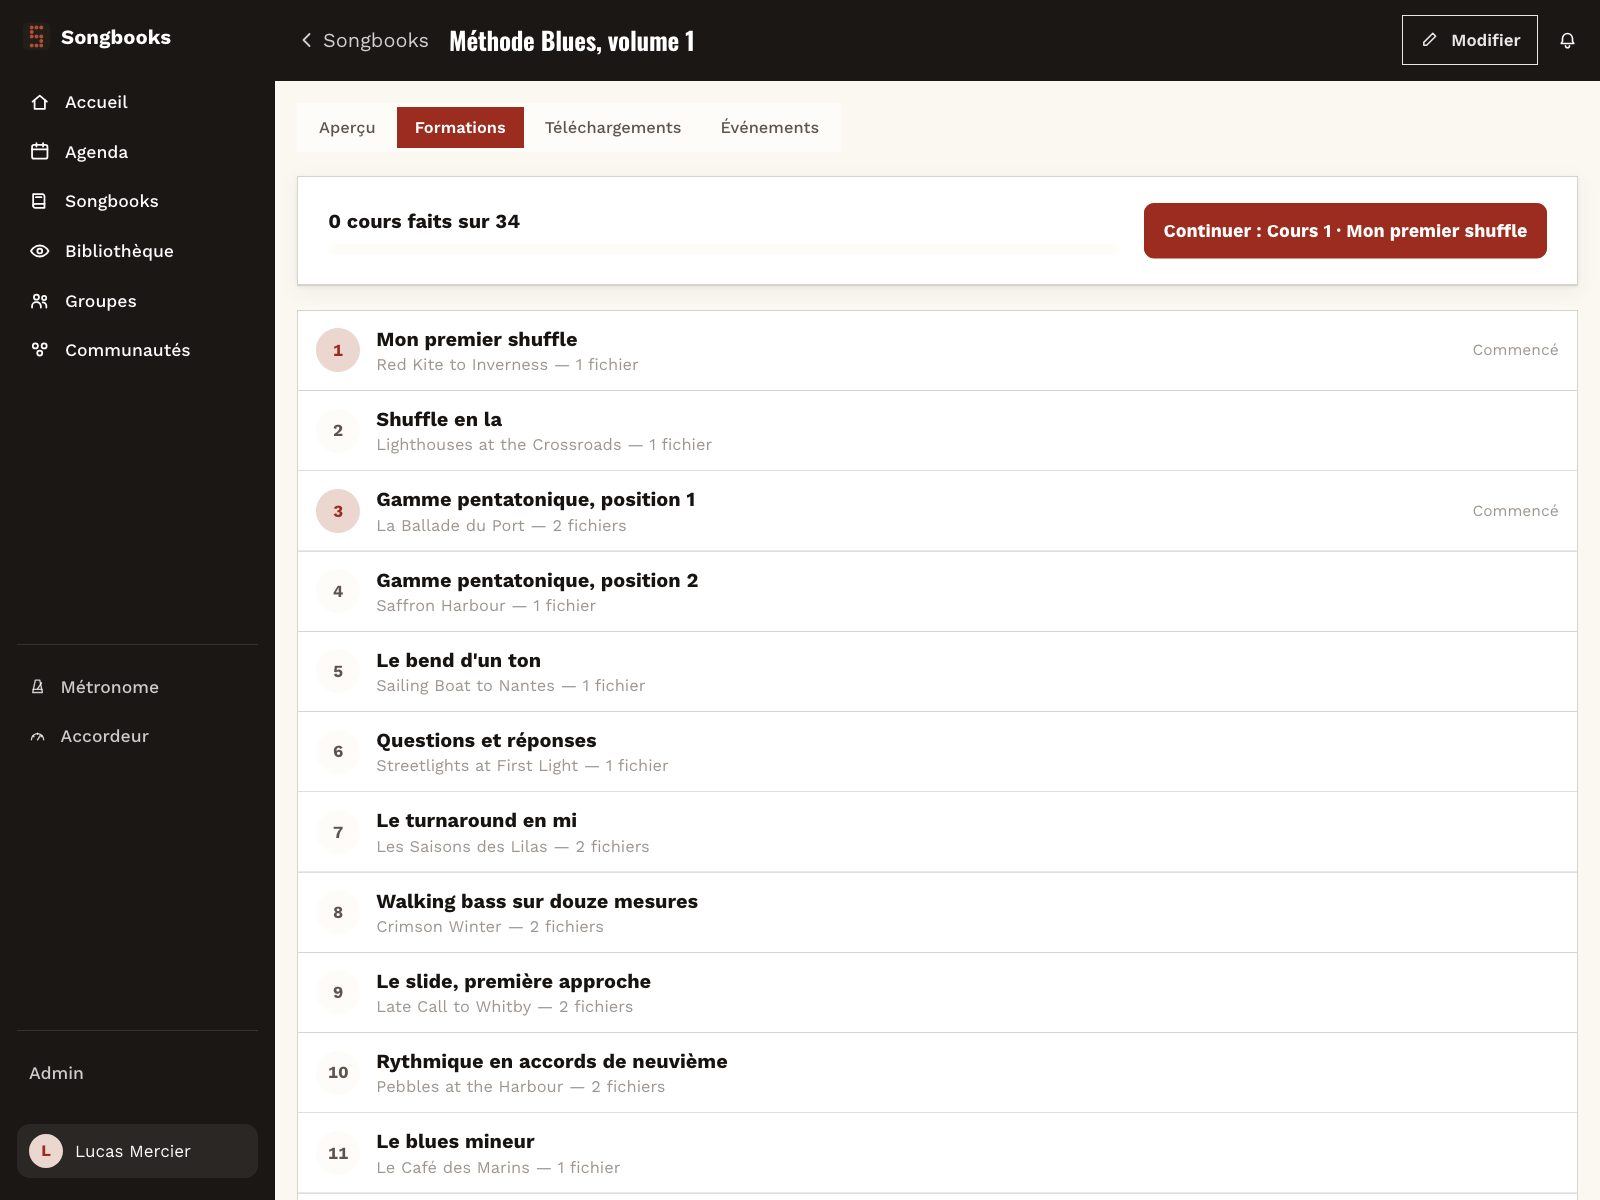 Songbooks
Accueil
Agenda
Songbooks
Bibliothèque
Groupes
Communautés
Métronome
Accordeur
Admin
L
Lucas Mercier
Songbooks
Méthode Blues, volume 1
Modifier
Aperçu
Formations
Téléchargements
Événements
0 cours faits sur 34
Continuer : Cours 1 · Mon premier shuffle
1
Mon premier shuffle
Red Kite to Inverness — 1 fichier
Commencé
2
Shuffle en la
Lighthouses at the Crossroads — 1 fichier
3
Gamme pentatonique, position 1
La Ballade du Port — 2 fichiers
Commencé
4
Gamme pentatonique, position 2
Saffron Harbour — 1 fichier
5
Le bend d'un ton
Sailing Boat to Nantes — 1 fichier
6
Questions et réponses
Streetlights at First Light — 1 fichier
7
Le turnaround en mi
Les Saisons des Lilas — 2 fichiers
8
Walking bass sur douze mesures
Crimson Winter — 2 fichiers
9
Le slide, première approche
Late Call to Whitby — 2 fichiers
10
Rythmique en accords de neuvième
Pebbles at the Harbour — 2 fichiers
11
Le blues mineur
Le Café des Marins — 1 fichier